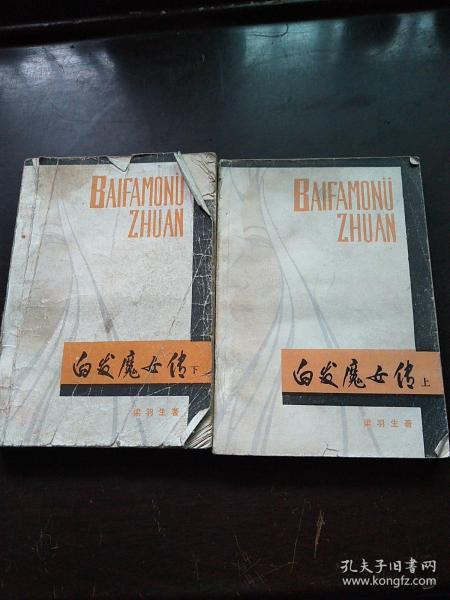 BAIFAMONÜ
ZHUAN
白发魔女传下
梁羽生著
BAIFAMONÜ
ZHUAN
白发魔女传上
梁羽生著
孔夫子旧书网
www.kongfz.com